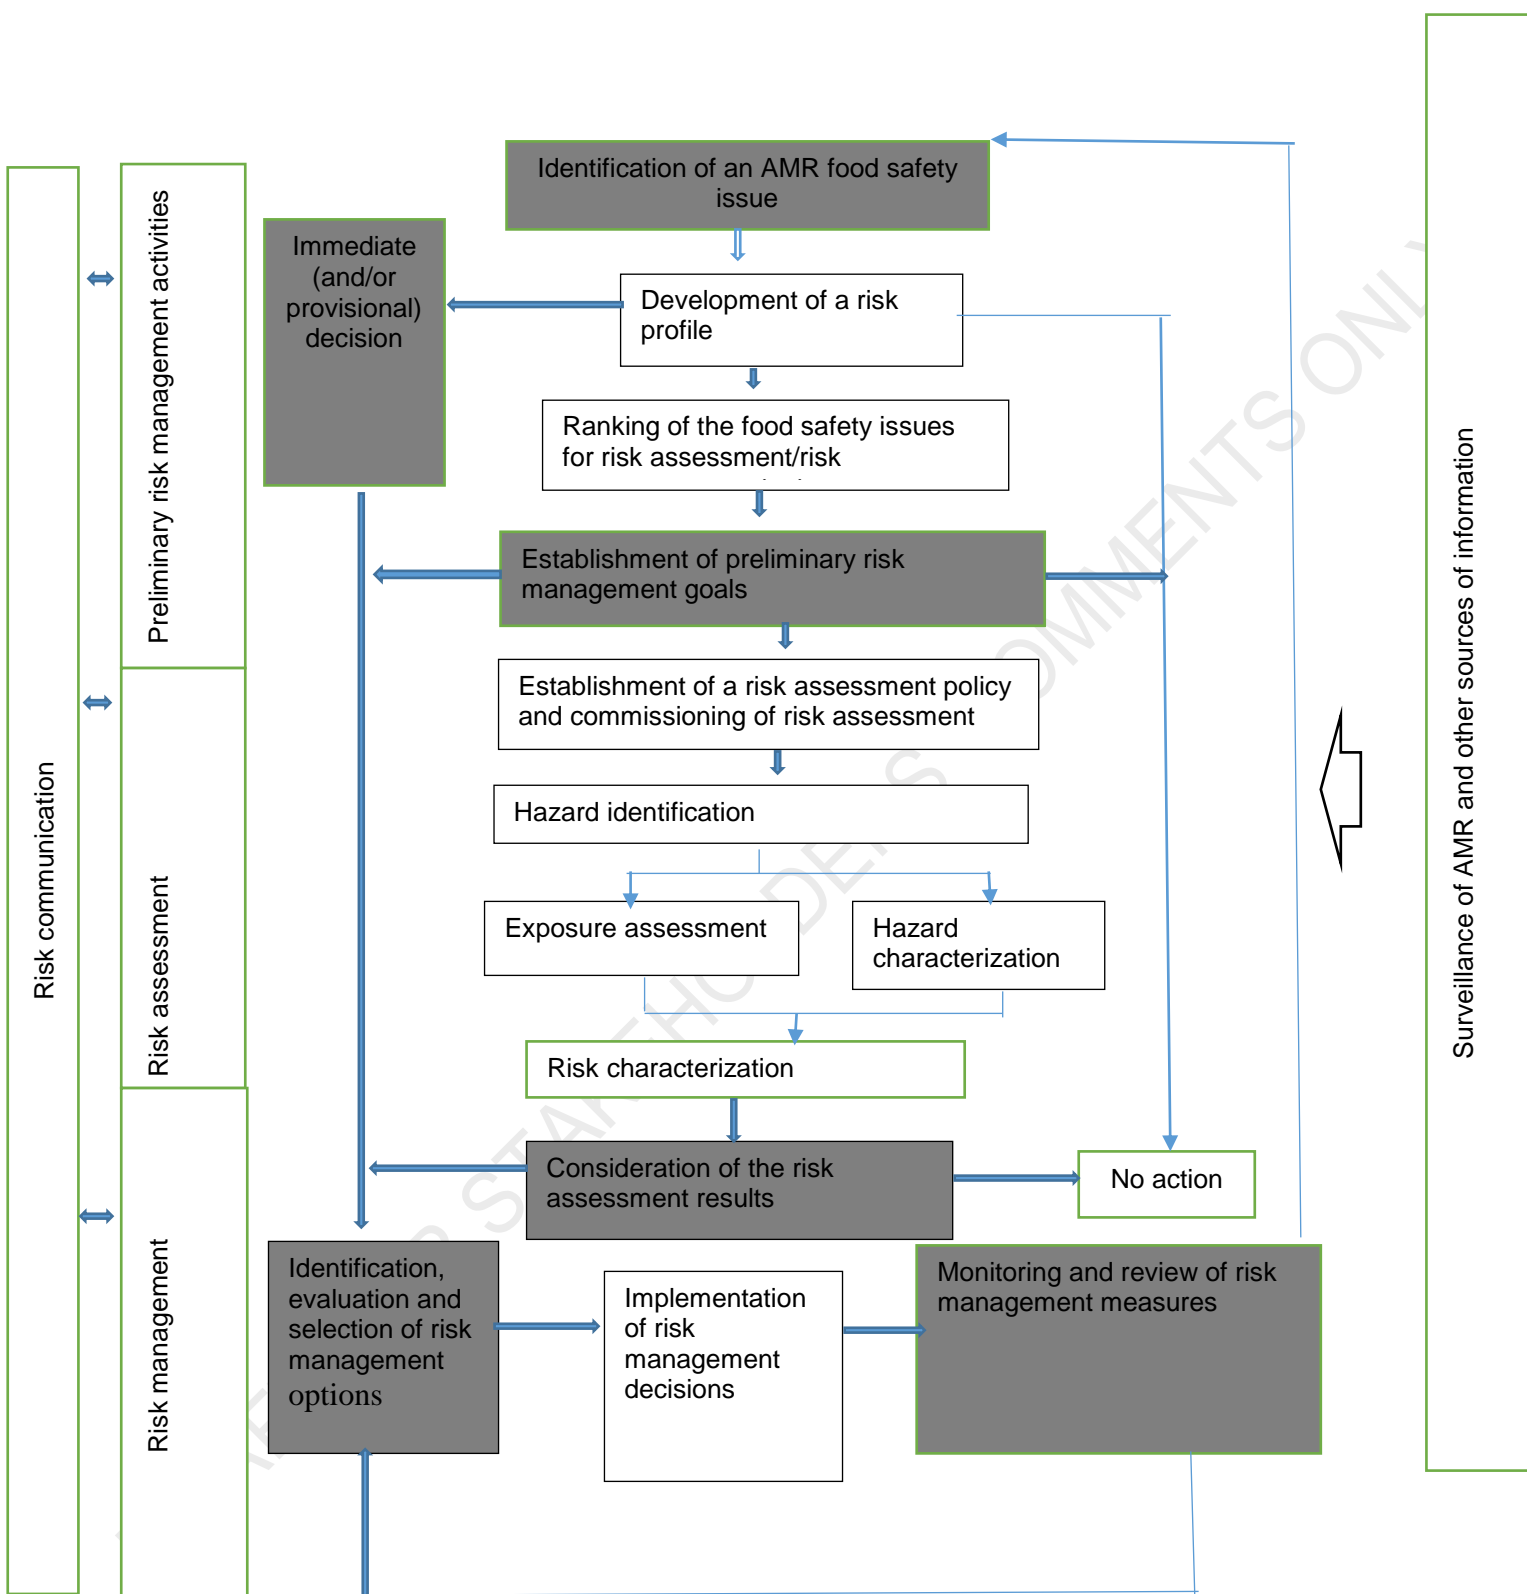 Identification of an AMR food safety
issue
Immediate
(and/or
provisional)
decision
Development of a risk
profile
Ranking of the food safety issues
for risk assessment/risk
Establishment of preliminary risk
management goals
Establishment of a risk assessment policy
and commissioning of risk assessment
Hazard identification
Exposure assessment
Hazard
characterization
Risk characterization
Consideration of the risk
assessment results
No action
Identification,
evaluation and
selection of risk
management
options
Implementation
of risk
management
decisions
Monitoring and review of risk
management measures
Risk communication
Preliminary risk management activities
Risk assessment
Risk management
Surveillance of AMR and other sources of information